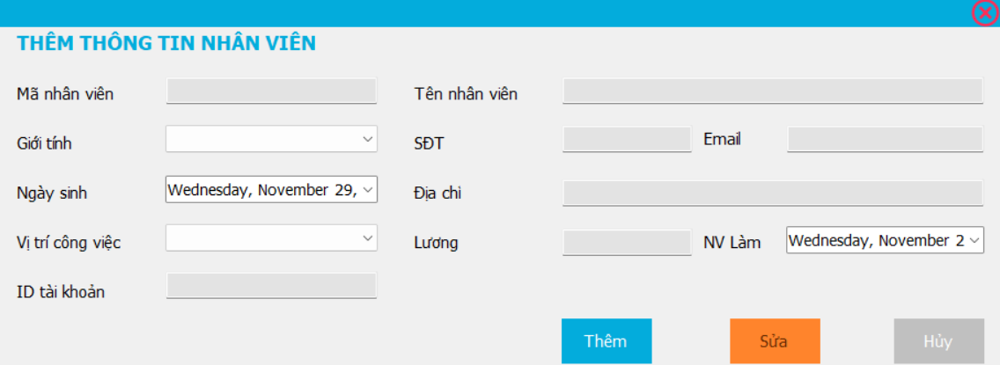 THÊM THÔNG TIN NHÂN VIÊN
Mã nhân viên
Tên nhân viên
Giới tính
SĐT
Email
Ngày sinh
Wednesday, November 29,
Địa chỉ
Vị trí công việc
Lương
NV Làm
Wednesday, November 2
ID tài khoản
Thêm
Sửa
Hủy